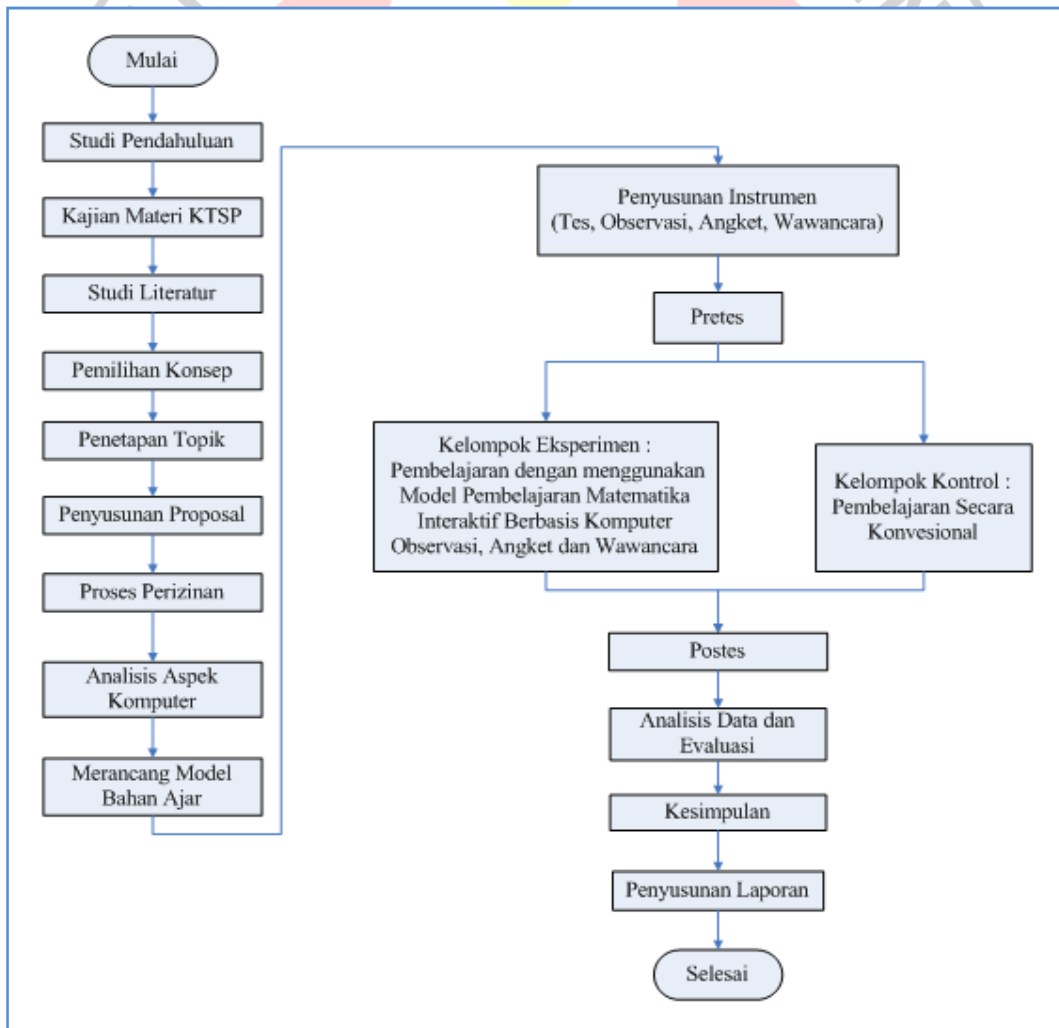 Mulai
Studi Pendahuluan
Kajian Materi KTSP
Studi Literatur
Pemilihan Konsep
Penetapan Topik
Penyusunan Proposal
Proses Perizinan
Analisis Aspek
Komputer
Merancang Model
Bahan Ajar
Penyusunan Instrumen
(Tes, Observasi, Angket, Wawancara)
Pretes
Kelompok Eksperimen :
Pembelajaran dengan menggunakan
Model Pembelajaran Matematika
Interaktif Berbasis Komputer
Observasi, Angket dan Wawancara
Kelompok Kontrol :
Pembelajaran Secara
Konvesional
Postes
Analisis Data dan
Evaluasi
Kesimpulan
Penyusunan Laporan
Selesai